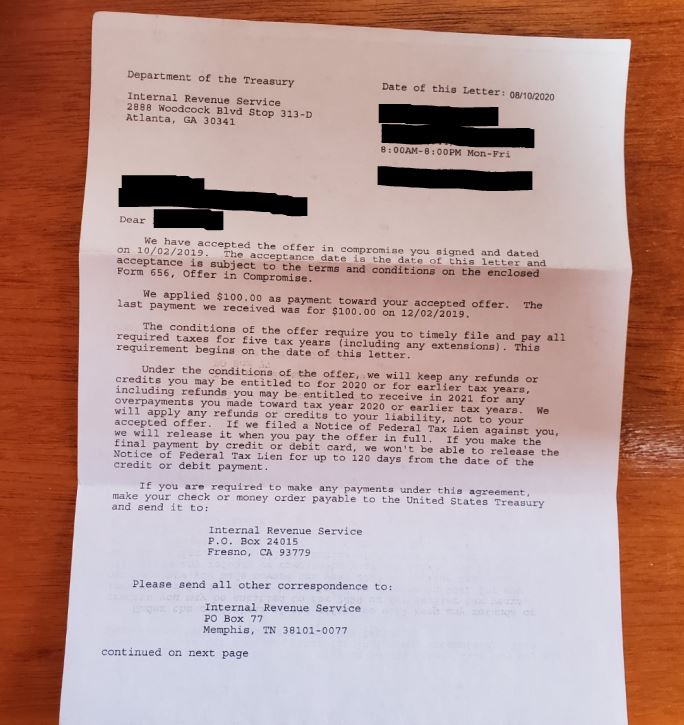 Department of the Treasury
Internal Revenue Service
2888 Woodcock Blvd Stop 313-D
Atlanta, GA 30341
Date of this Letter: 08/10/2020
8:00AM-8:00PM Mon-Fri
Dear
We have accepted the offer in compromise you signed and dated
on 10/02/2019. The acceptance date is the date of this letter and
acceptance is subject to the terms and conditions on the enclosed
Form 656, Offer in Compromise.
We applied $100.00 as payment toward your accepted offer. The
last payment we received was for $100.00 on 12/02/2019.
The conditions of the offer require you to timely file and pay all
required taxes for five tax years (including any extensions). This
requirement begins on the date of this letter.
Under the conditions of the offer, we will keep any refunds or
credits you may be entitled to for 2020 or for earlier tax years,
including refunds you may be entitled to receive in 2021 for any
overpayments you made toward tax year 2020 or earlier tax years. We
will apply any refunds or credits to your liability, not to your
accepted offer. If we filed a Notice of Federal Tax Lien against you,
we will release it when you pay the offer in full. If you make the
final payment by credit or debit card, we won't be able to release the
Notice of Federal Tax Lien for up to 120 days from the date of the
credit or debit payment.
If you are required to make any payments under this agreement,
make your check or money order payable to the United States Treasury
and send it to:
Internal Revenue Service
P.O. Box 24015
Fresno, CA 93779
Please send all other correspondence to:
Internal Revenue Service
PO Box 77
Memphis, TN 38101-0077
continued on next page